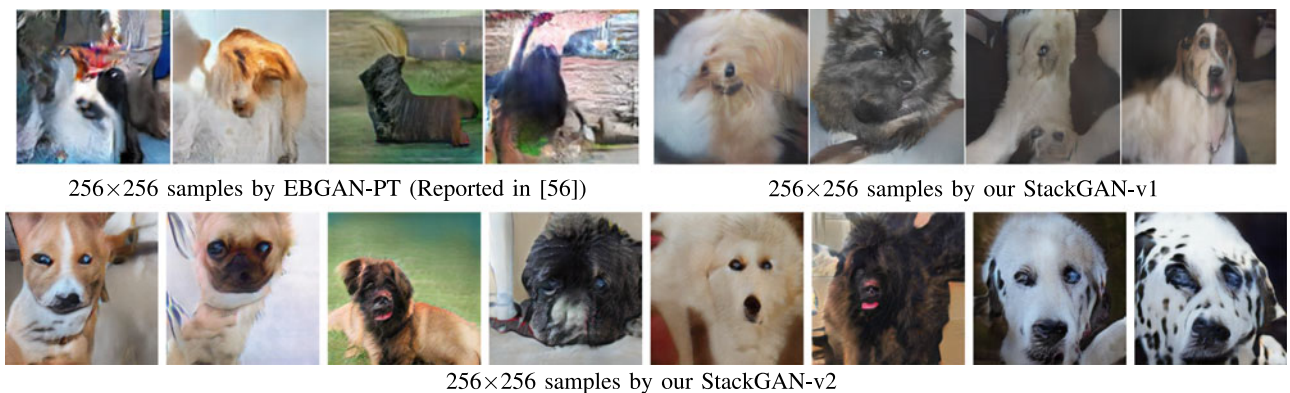 256×256 samples by EBGAN-PT (Reported in [56])
256×256 samples by our StackGAN-v1
256×256 samples by our StackGAN-v2